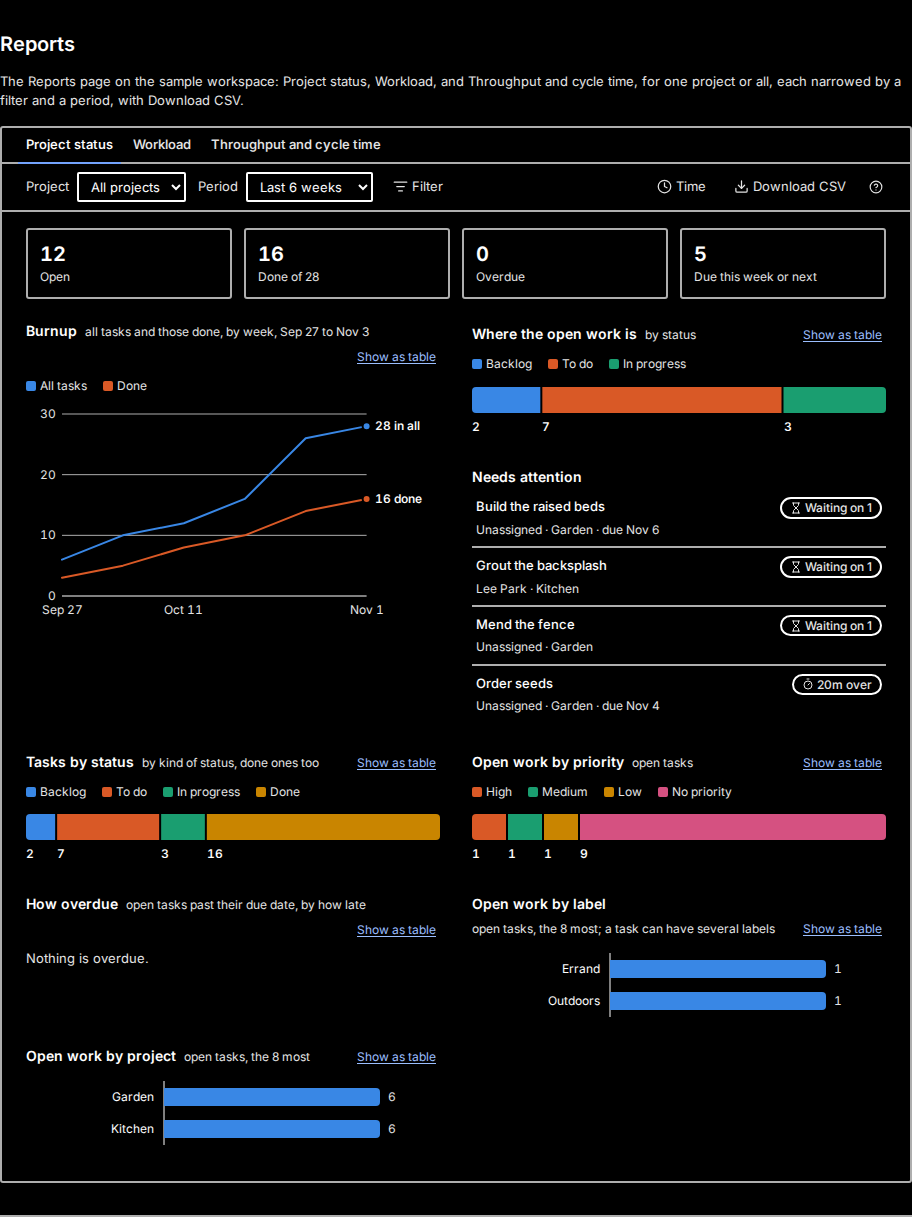 Reports
The Reports page on the sample workspace: Project status, Workload, and Throughput and cycle time, for one project or all, each narrowed by a
filter and a period, with Download CSV.
Project status Workload Throughput and cycle time
Project All projects Period Last 6 weeks Filter Time Download CSV
12
Open
16
Done of 28
0
Overdue
5
Due this week or next
Burnup all tasks and those done, by week, Sep 27 to Nov 3
Show as table
All tasks Done
30
20
10
0
28 in all
16 done
Sep 27 Oct 11 Nov 1
Where the open work is by status Show as table
Backlog To do In progress
2 7 3
Needs attention
Build the raised beds Waiting on 1
Unassigned · Garden · due Nov 6
Grout the backsplash Waiting on 1
Lee Park · Kitchen
Mend the fence Waiting on 1
Unassigned · Garden
Order seeds 20m over
Unassigned · Garden · due Nov 4
Tasks by status by kind of status, done ones too Show as table
Backlog To do In progress Done
2 7 3 16
Open work by priority open tasks Show as table
High Medium Low No priority
1 1 1 9
How overdue open tasks past their due date, by how late
Show as table
Nothing is overdue.
Open work by label
open tasks, the 8 most; a task can have several labels Show as table
Errand 1
Outdoors 1
Open work by project open tasks, the 8 most Show as table
Garden 6
Kitchen 6